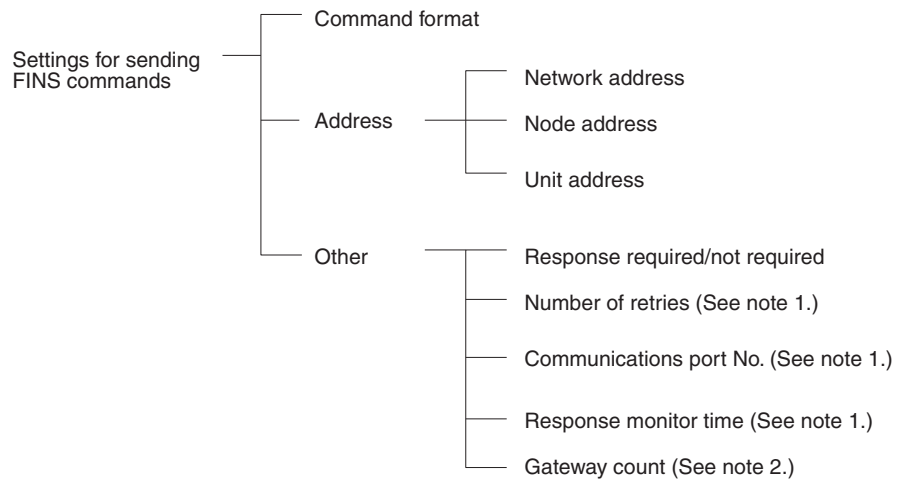 Command format
Settings for sending
FINS commands
Network address
Address
Node address
Unit address
Other
Response required/not required
Number of retries (See note 1.)
Communications port No. (See note 1.)
Response monitor time (See note 1.)
Gateway count (See note 2.)